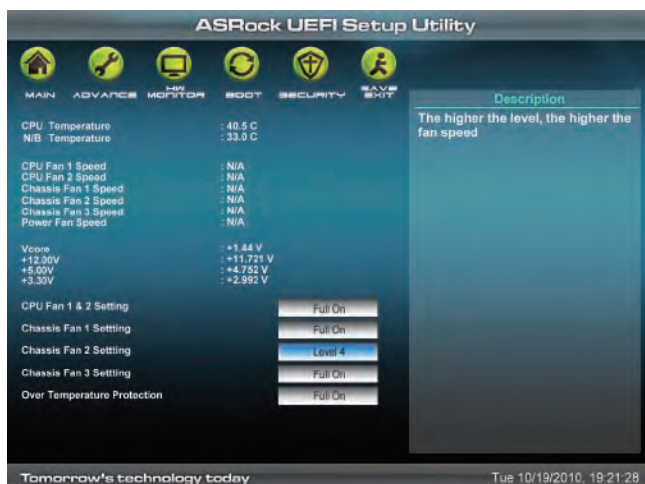 ASRock UEFI Setup Utility
MAIN ADVANCE HW MONITOR BOOT SECURITY SAVE EXIT
Description
The higher the level, the higher the
fan speed
CPU Temperature : 40.5 C
N/B Temperature : 33.0 C
CPU Fan 1 Speed : N/A
CPU Fan 2 Speed : N/A
Chassis Fan 1 Speed : N/A
Chassis Fan 2 Speed : N/A
Chassis Fan 3 Speed : N/A
Power Fan Speed : N/A
Vcore : +1.44 V
+12.00V : +11.721 V
+5.00V : +4.752 V
+3.30V : +2.992 V
CPU Fan 1 & 2 Setting Full On
Chassis Fan 1 Settting Full On
Chassis Fan 2 Settting Level 4
Chassis Fan 3 Settting Full On
Over Temperature Protection Full On
Tomorrow's technology today Tue 10/19/2010, 19:21:28